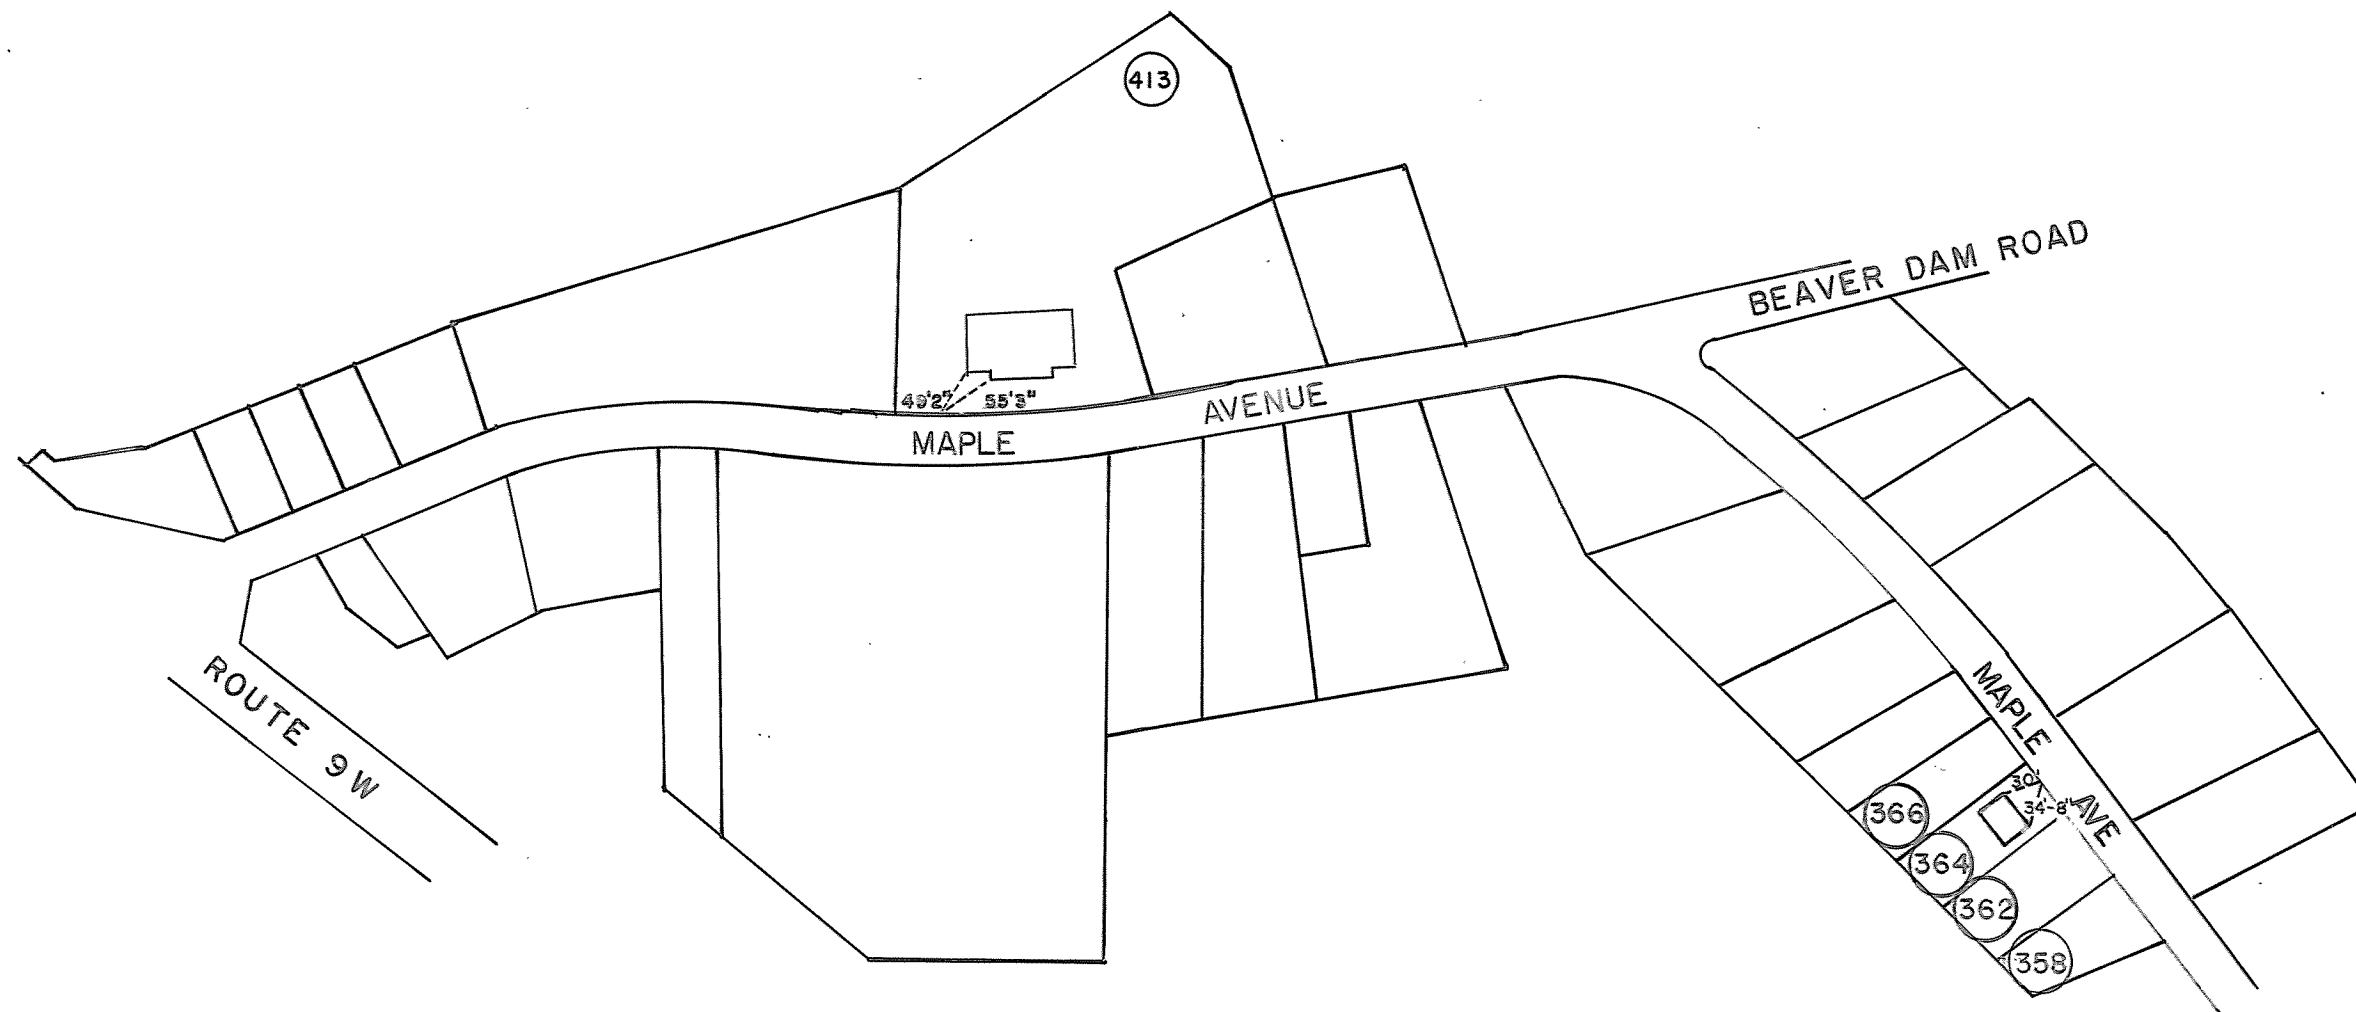 413
BEAVER DAM ROAD
49'2" 55'3"
MAPLE AVENUE
ROUTE 9W
MAPLE AVE
30'
34'-8"
366
364
362
358